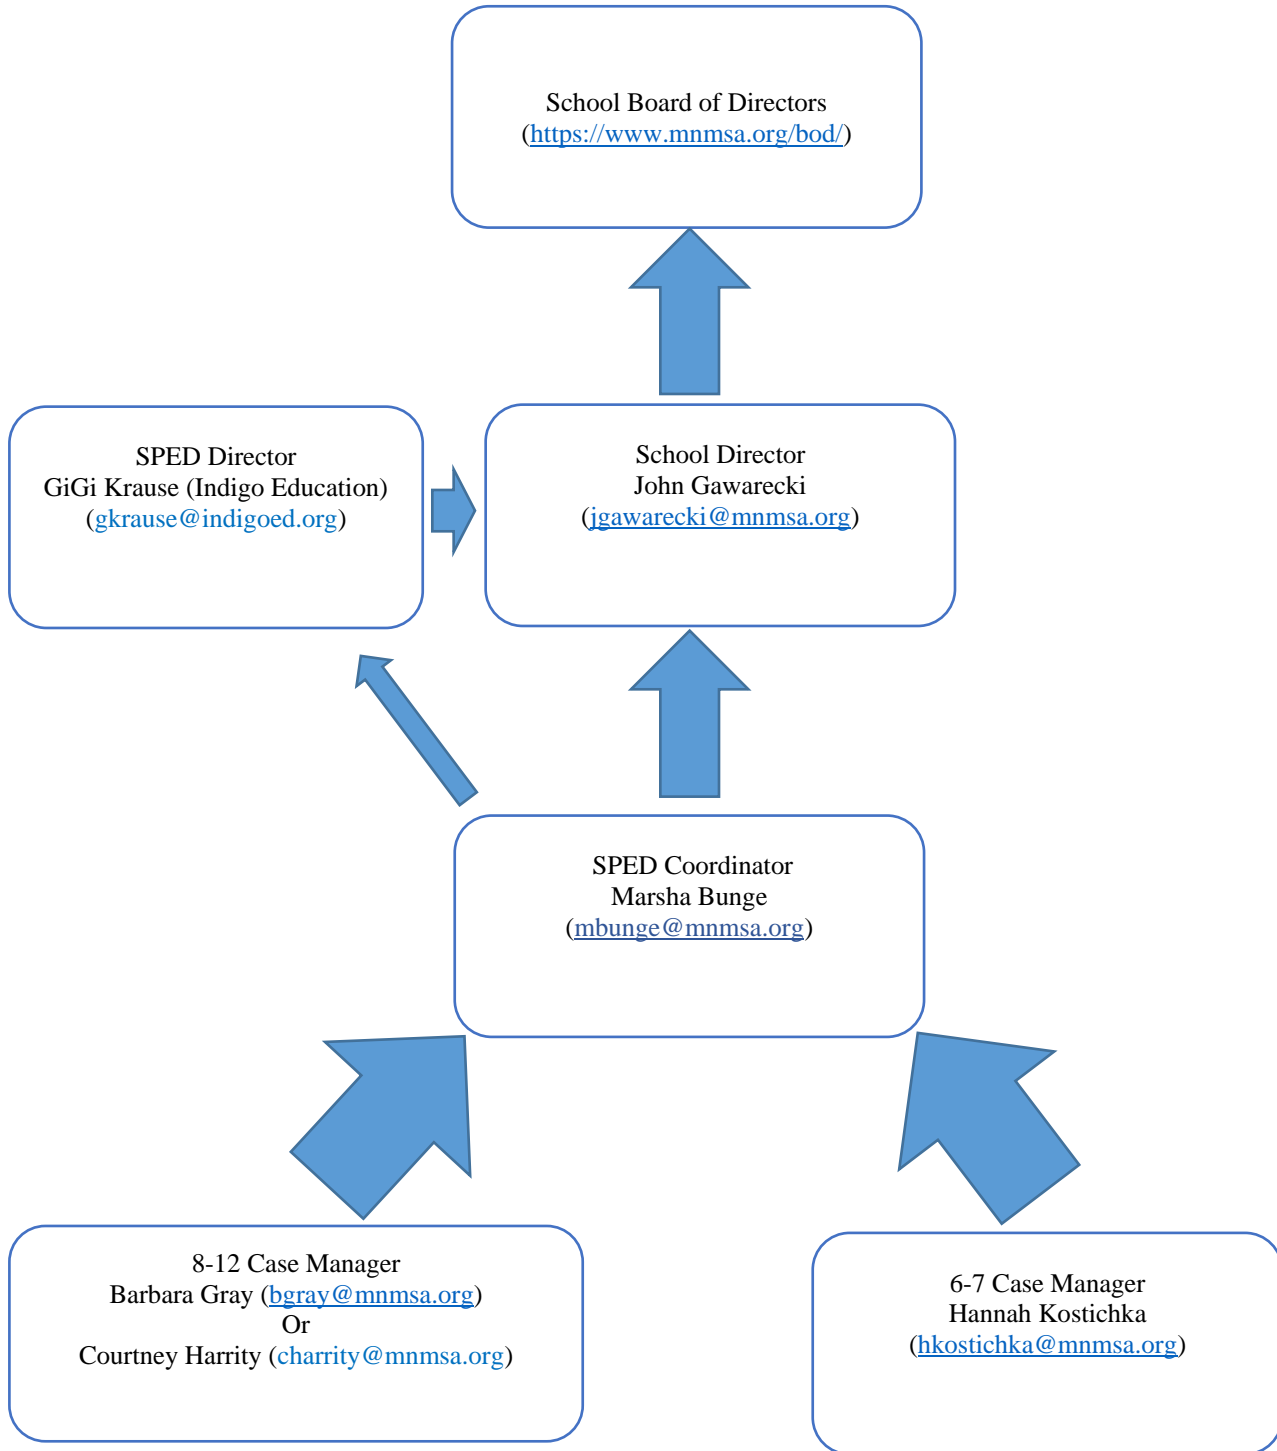 School Board of Directors
(https://www.mnmsa.org/bod/)
SPED Director
GiGi Krause (Indigo Education)
(gkrause@indigoed.org)
School Director
John Gawarecki
(jgawarecki@mnmsa.org)
SPED Coordinator
Marsha Bunge
(mbunge@mnmsa.org)
8-12 Case Manager
Barbara Gray (bgray@mnmsa.org)
Or
Courtney Harrity (charrity@mnmsa.org)
6-7 Case Manager
Hannah Kostichka
(hkostichka@mnmsa.org)